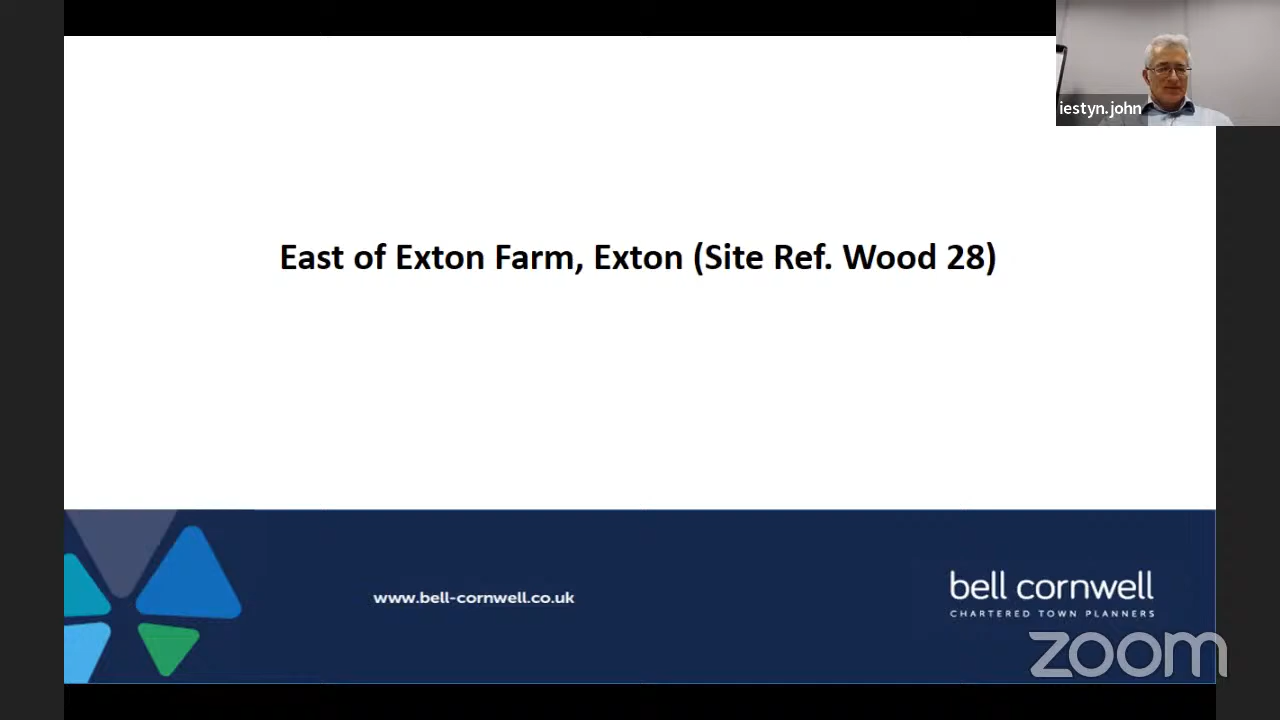 iestyn.john
East of Exton Farm, Exton (Site Ref. Wood 28)
www.bell-cornwell.co.uk
bell cornwell
CHARTERED TOWN PLANNERS
zoom